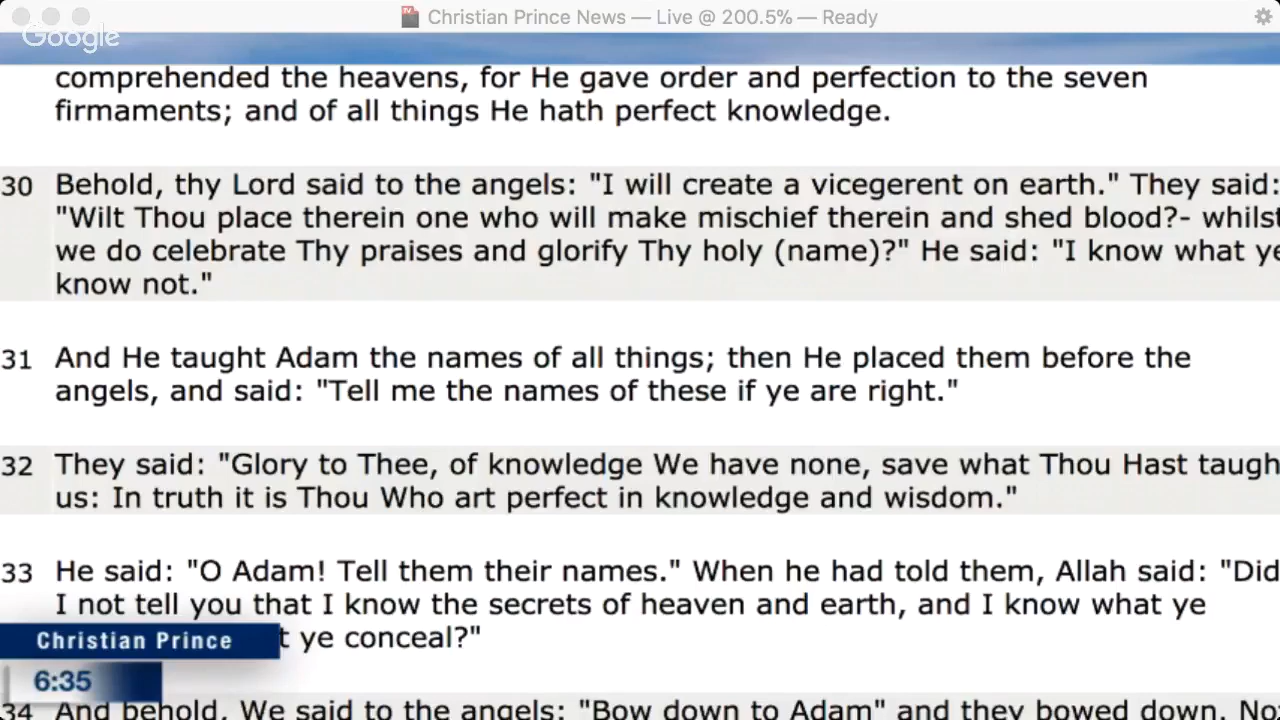 Christian Prince News — Live @ 200.5% — Ready
Google
comprehended the heavens, for He gave order and perfection to the seven
firmaments; and of all things He hath perfect knowledge.
30 Behold, thy Lord said to the angels: "I will create a vicegerent on earth." They said:
"Wilt Thou place therein one who will make mischief therein and shed blood?- whilst
we do celebrate Thy praises and glorify Thy holy (name)?" He said: "I know what ye
know not."
31 And He taught Adam the names of all things; then He placed them before the
angels, and said: "Tell me the names of these if ye are right."
32 They said: "Glory to Thee, of knowledge We have none, save what Thou Hast taugh
us: In truth it is Thou Who art perfect in knowledge and wisdom."
33 He said: "O Adam! Tell them their names." When he had told them, Allah said: "Did
I not tell you that I know the secrets of heaven and earth, and I know what ye
t ye conceal?"
Christian Prince
6:35
34 And behold, We said to the angels: "Bow down to Adam" and they bowed down. No